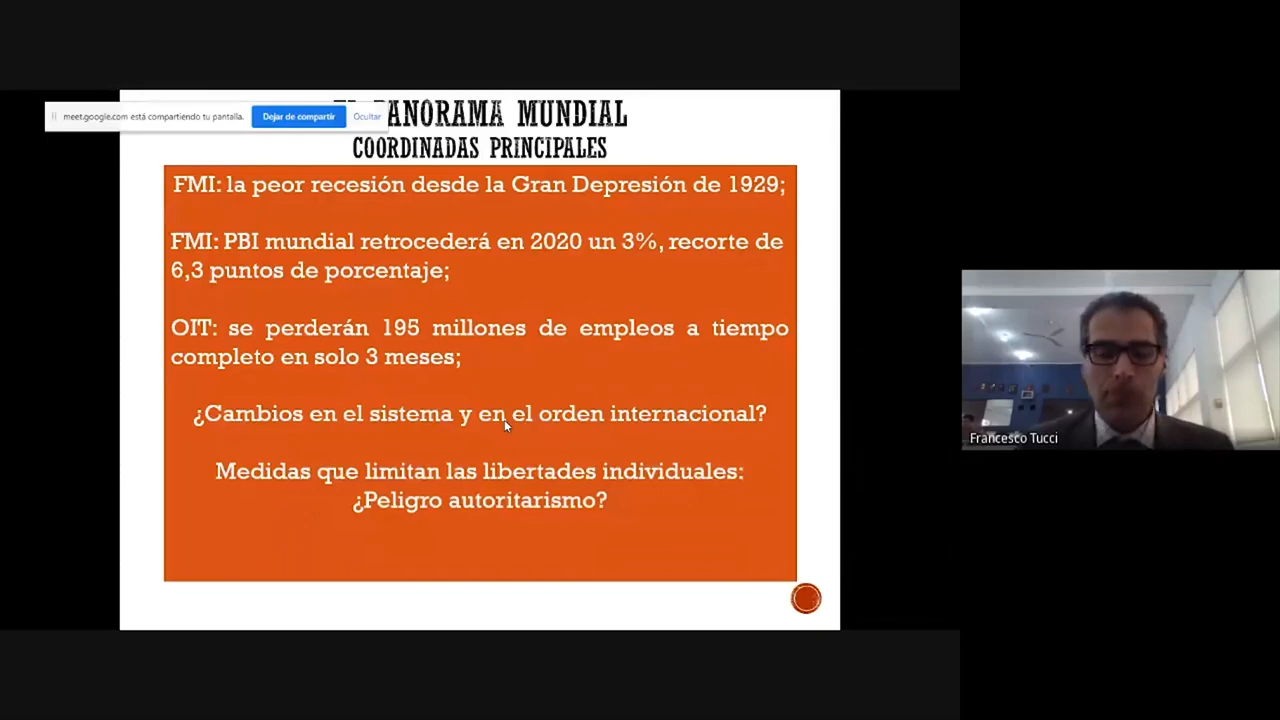 meet.google.com está compartiendo tu pantalla.
Dejar de compartir
Ocultar
PANORAMA MUNDIAL
COORDINADAS PRINCIPALES
FMI: la peor recesión desde la Gran Depresión de 1929;
FMI: PBI mundial retrocederá en 2020 un 3%, recorte de
6,3 puntos de porcentaje;
OIT: se perderán 195 millones de empleos a tiempo
completo en solo 3 meses;
¿Cambios en el sistema y en el orden internacional?
Medidas que limitan las libertades individuales:
¿Peligro autoritarismo?
Francesco Tucci